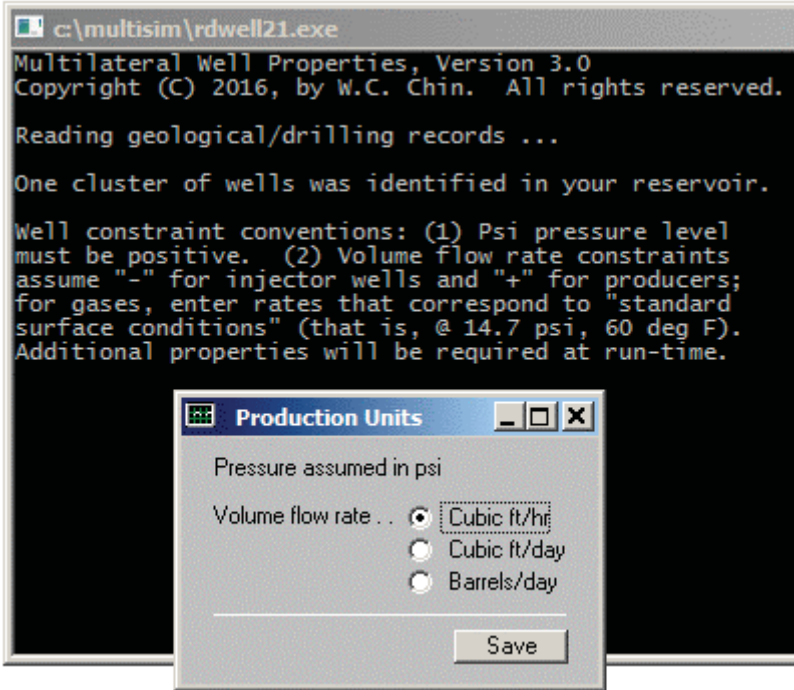 c:\multisim\rdwell21.exe
Multilateral Well Properties, Version 3.0
Copyright (C) 2016, by W.C. Chin.  All rights reserved.
Reading geological/drilling records ...
One cluster of wells was identified in your reservoir.
Well constraint conventions: (1) Psi pressure level
must be positive.  (2) Volume flow rate constraints
assume "-" for injector wells and "+" for producers;
for gases, enter rates that correspond to "standard
surface conditions" (that is, @ 14.7 psi, 60 deg F).
Additional properties will be required at run-time.
Production Units
Pressure assumed in psi
Volume flow rate . . Cubic ft/hr
Cubic ft/day
Barrels/day
Save